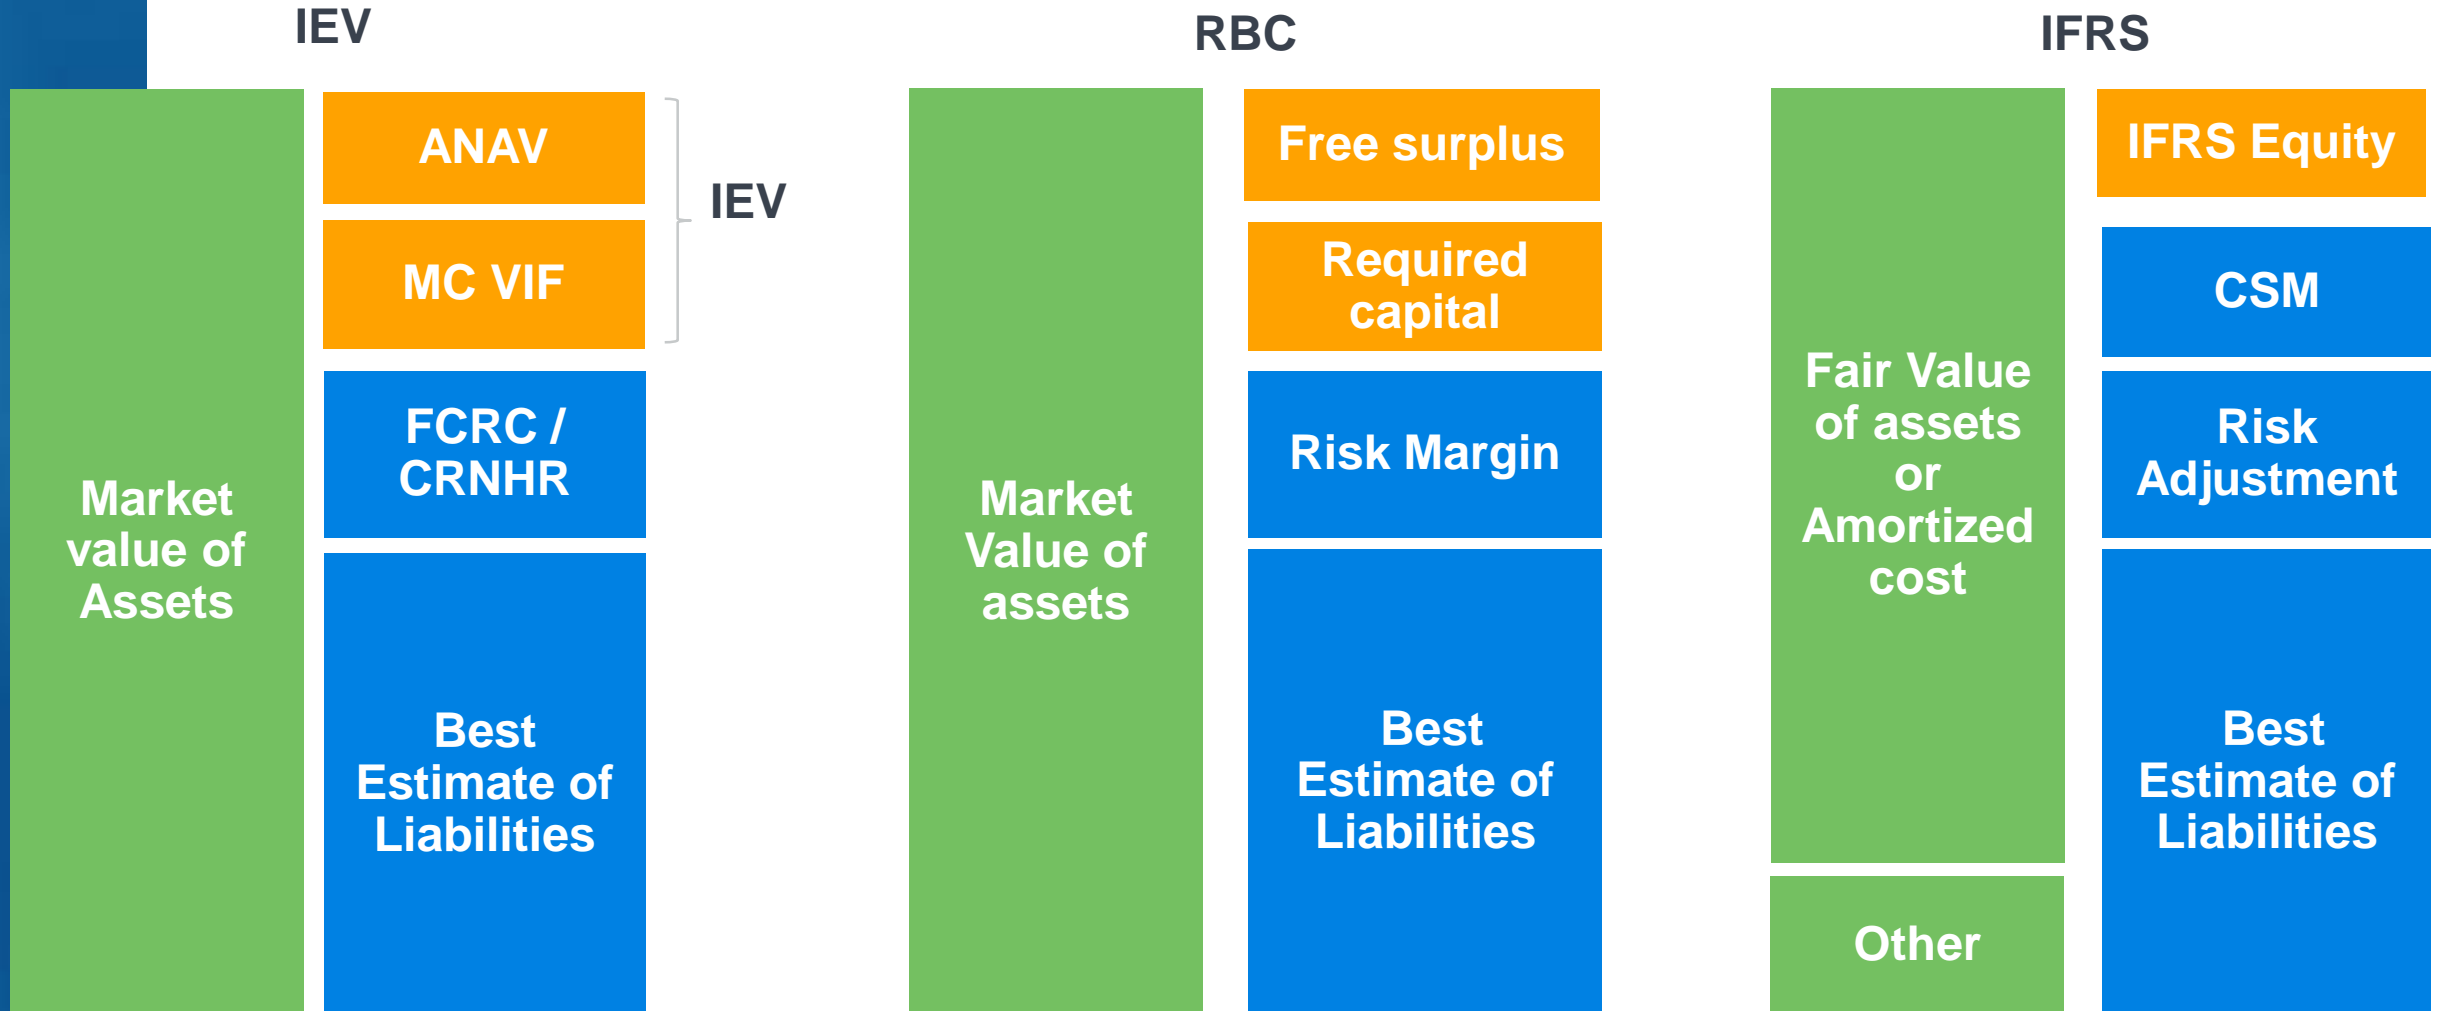 IEV
Market
value of
Assets
ANAV
MC VIF
FCRC /
CRNHR
Best
Estimate of
Liabilities
IEV
RBC
Market
Value of
assets
Free surplus
Required
capital
Risk Margin
Best
Estimate of
Liabilities
IFRS
Fair Value
of assets
or
Amortized
cost
Other
IFRS Equity
CSM
Risk
Adjustment
Best
Estimate of
Liabilities